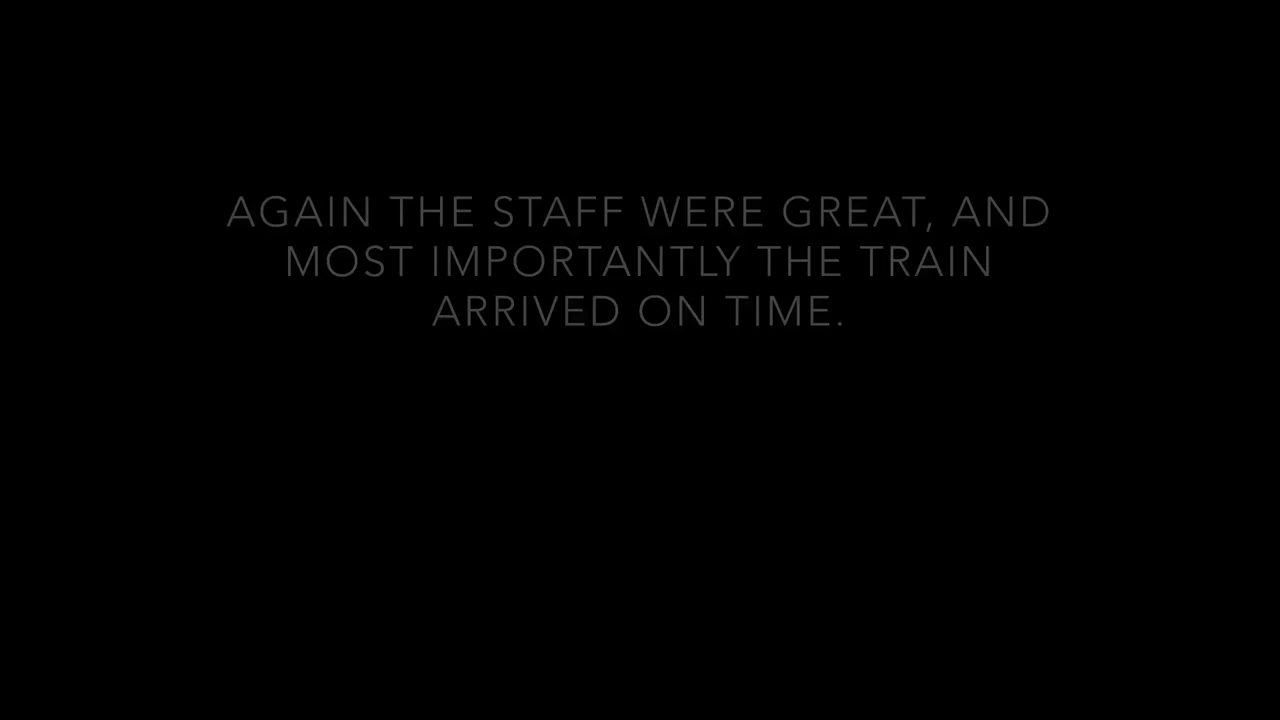 AGAIN THE STAFF WERE GREAT, AND
MOST IMPORTANTLY THE TRAIN
ARRIVED ON TIME.